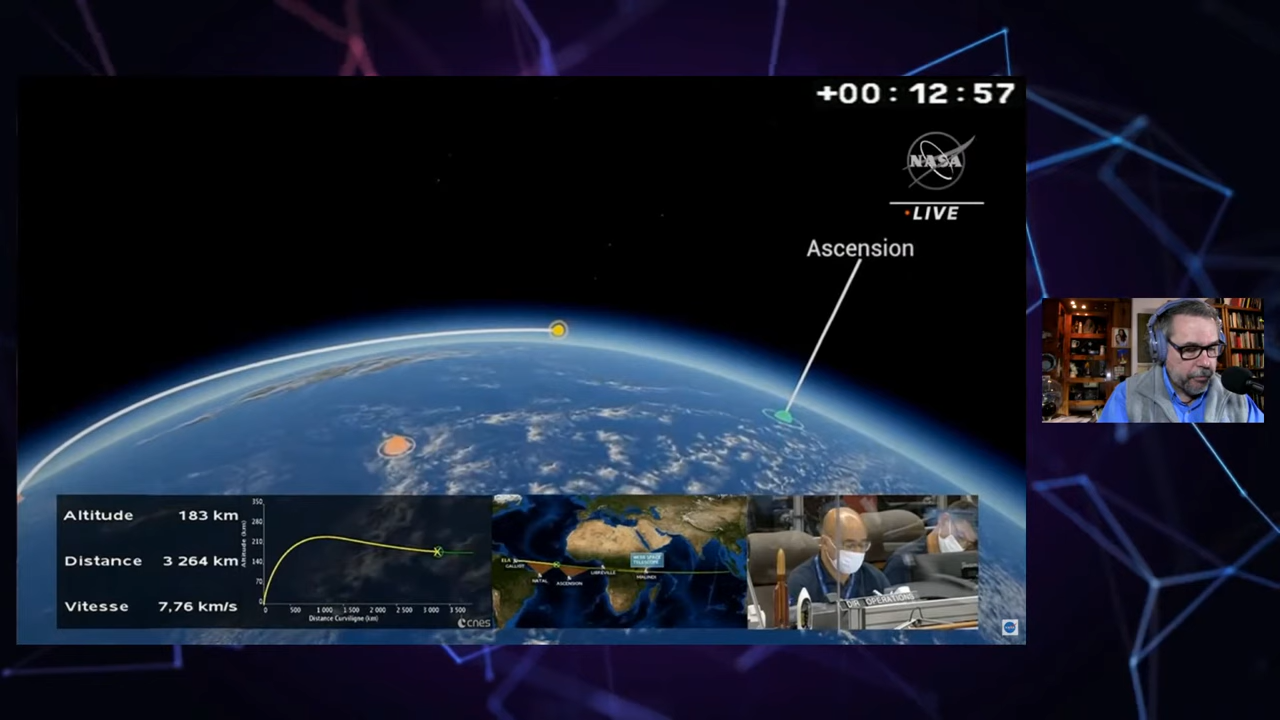 +00:12:57
NASA
LIVE
Ascension
Altitude 183 km
Distance 3 264 km
Vitesse 7,76 km/s
Altitude (km)
350
280
210
140
70
0
0 500 1 000 1 500 2 000 2 500 3 000 3 500
Distance Curviligne (km)
cnes
GALLIOT
NATAL
ASCENSION
LIBREVILLE
MALINDI
WEBB SPACE
TELESCOPE
DIR OPERATIONS